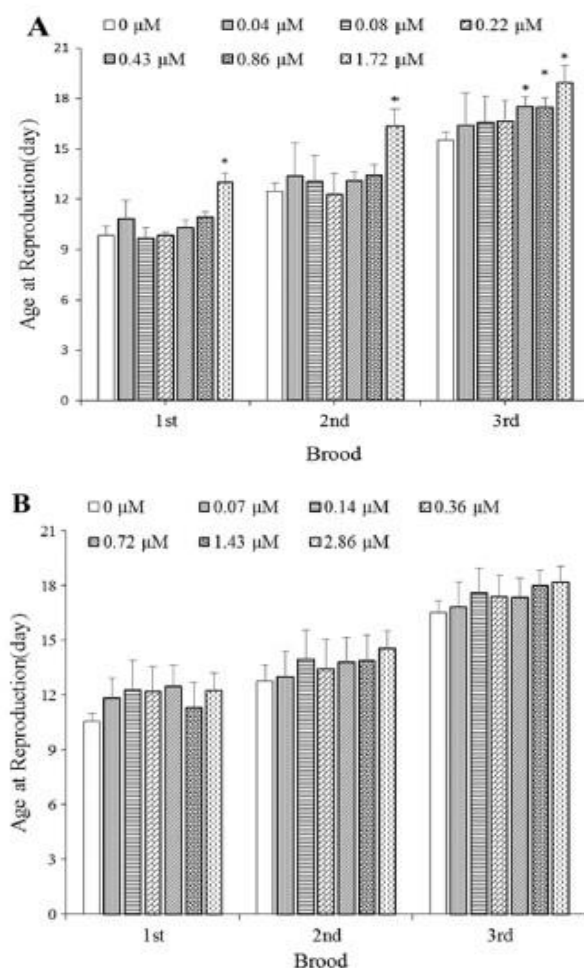 A
0 μM 0.04 μM 0.08 μM 0.22 μM
0.43 μM 0.86 μM 1.72 μM
Age at Reproduction(day)
21
18
15
12
9
6
3
0
* * * * *
1st 2nd 3rd
Brood
B
0 μM 0.07 μM 0.14 μM 0.36 μM
0.72 μM 1.43 μM 2.86 μM
Age at Reproduction(day)
21
18
15
12
9
6
3
0
1st 2nd 3rd
Brood